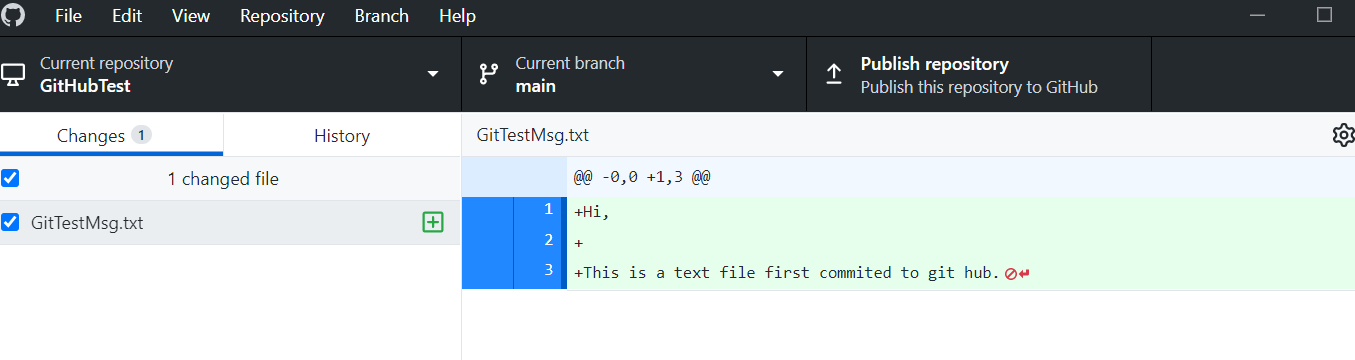 File Edit View Repository Branch Help
Current repository
GitHubTest
Current branch
main
Publish repository
Publish this repository to GitHub
Changes 1
History
1 changed file
GitTestMsg.txt
GitTestMsg.txt
@@ -0,0 +1,3 @@
1 +Hi,
2 +
3 +This is a text file first commited to git hub.